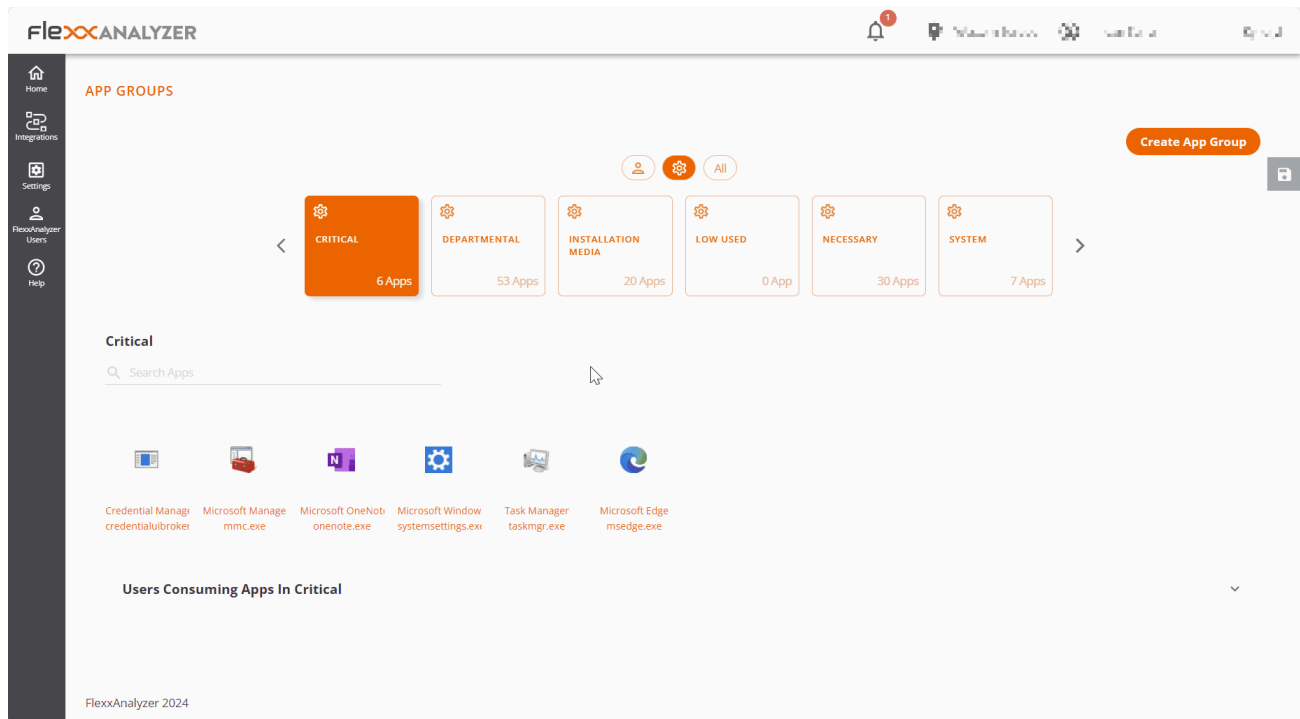 FlexxANALYZER
1
Home
Integrations
Settings
FlexxAnalyzer
Users
Help
APP GROUPS
Create App Group
All
CRITICAL
6 Apps
DEPARTMENTAL
53 Apps
INSTALLATION
MEDIA
20 Apps
LOW USED
0 App
NECESSARY
30 Apps
SYSTEM
7 Apps
Critical
Search Apps
Credential Manag
credentialuibroker
Microsoft Manage
mmc.exe
Microsoft OneNot
onenote.exe
Microsoft Window
systemsettings.ex
Task Manager
taskmgr.exe
Microsoft Edge
msedge.exe
Users Consuming Apps In Critical
FlexxAnalyzer 2024